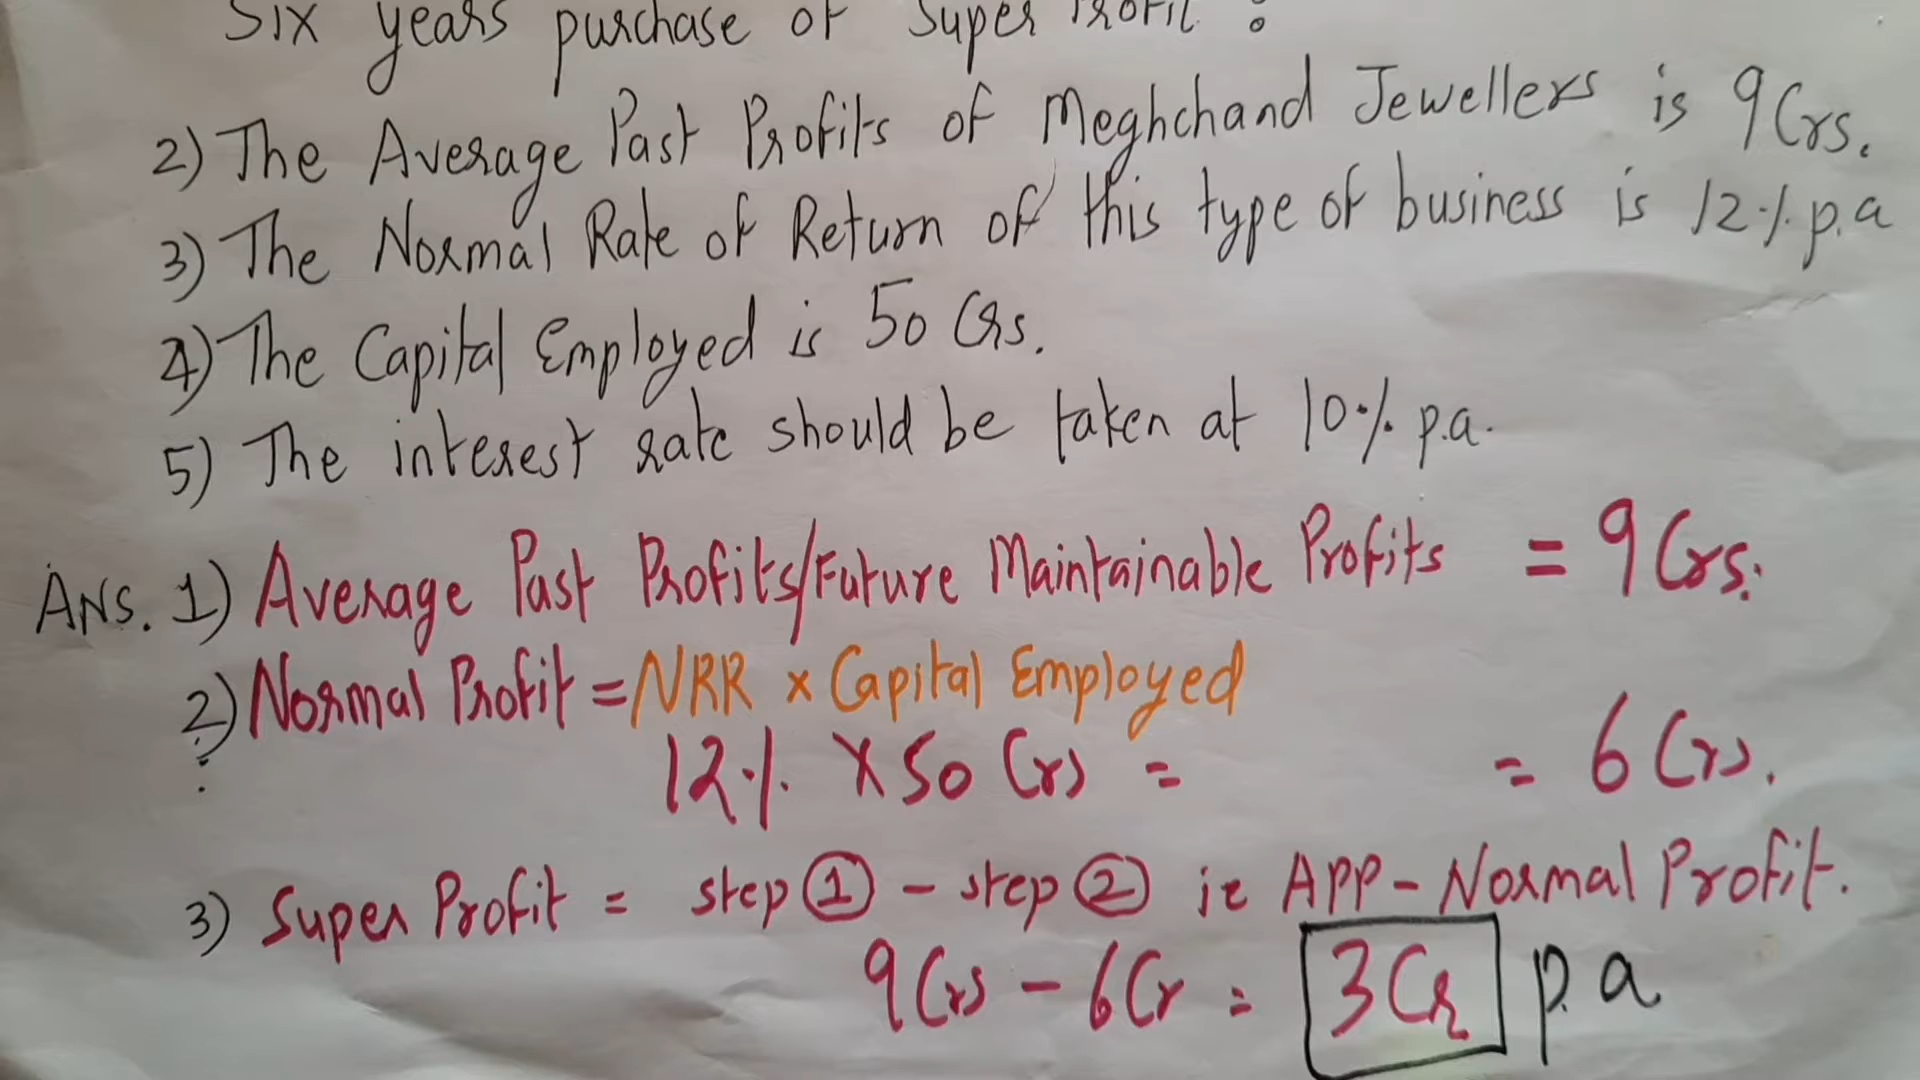 Six years purchase of Super Profit :
2) The Average Past Profits of Meghchand Jewellers is 9 Crs.
3) The Normal Rate of Return of this type of business is 12% p.a
4) The Capital Employed is 50 Crs.
5) The interest rate should be taken at 10% p.a.
ANS. 1) Average Past Profits/Future Maintainable Profits = 9 Crs.
2) Normal Profit = NRR x Capital Employed
12% X 50 Crs = = 6 Crs.
3) Super Profit = step ① - step ② ie APP - Normal Profit.
9 Crs - 6 Cr = 3 Cr p.a